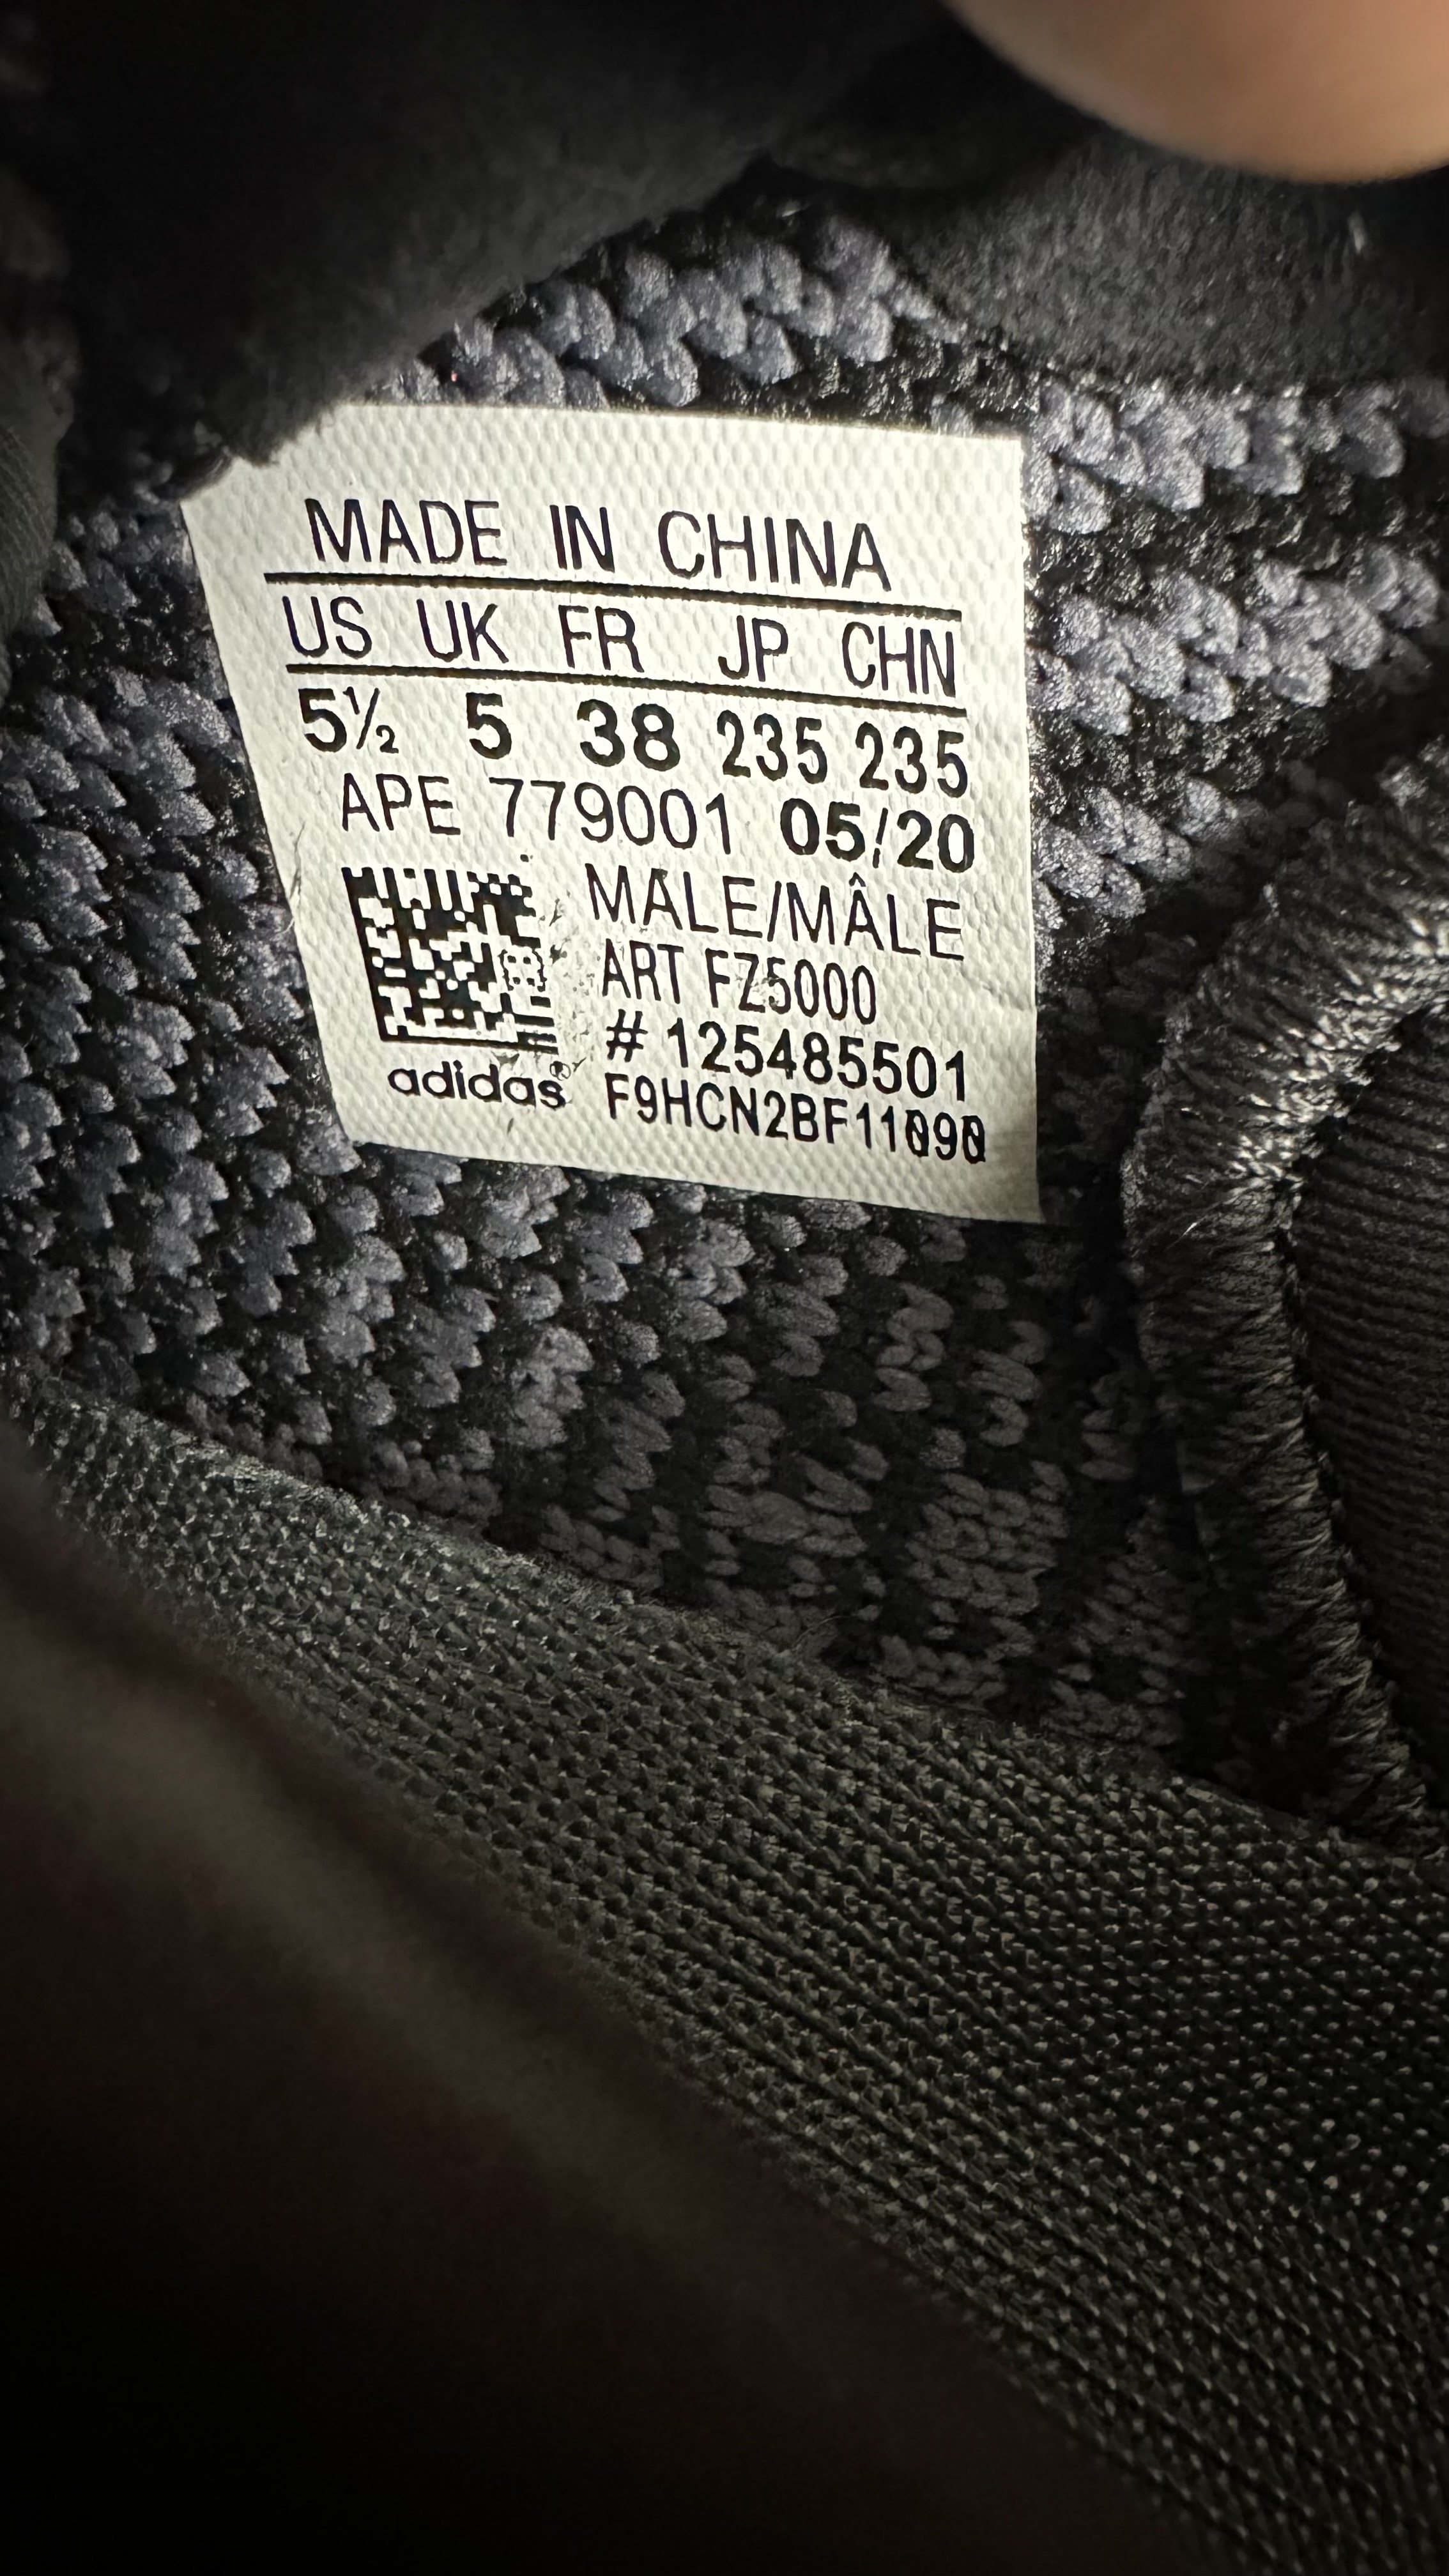 MADE IN CHINA
US UK FR JP CHN
5½ 5 38 235 235
APE 779001 05/20
MALE/MÂLE
ART FZ5000
# 125485501
adidas® F9HCN2BF11090